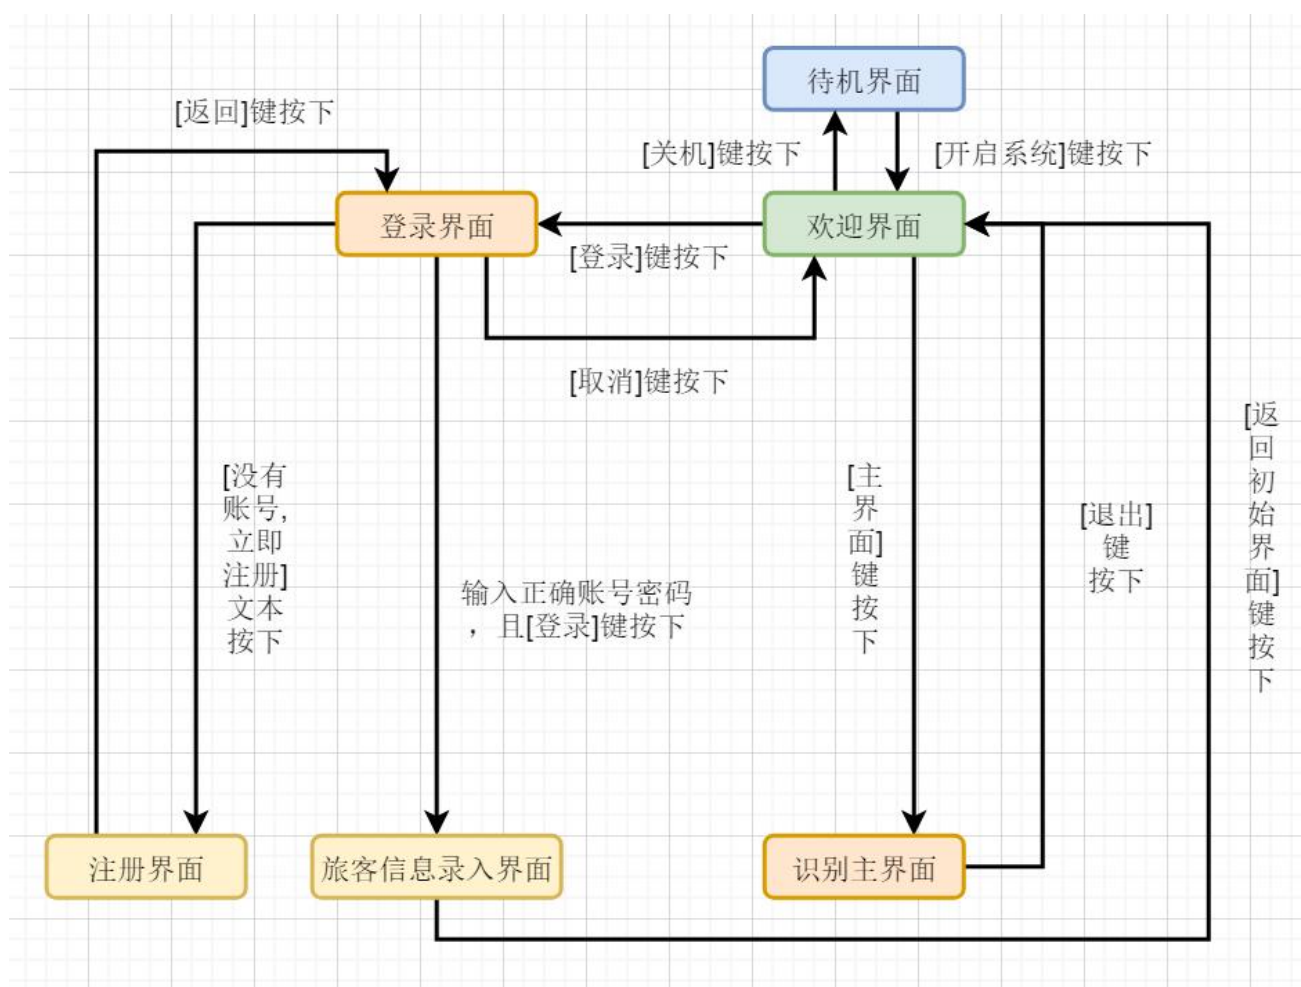 待机界面
[返回]键按下
[关机]键按下
[开启系统]键按下
登录界面
欢迎界面
[登录]键按下
[取消]键按下
[没有
账号,
立即
注册]
文本
按下
输入正确账号密码
，且[登录]键按下
[主
界
面]
键
按
下
[退出]
键
按下
[返
回
初
始
界
面]
键
按
下
注册界面
旅客信息录入界面
识别主界面